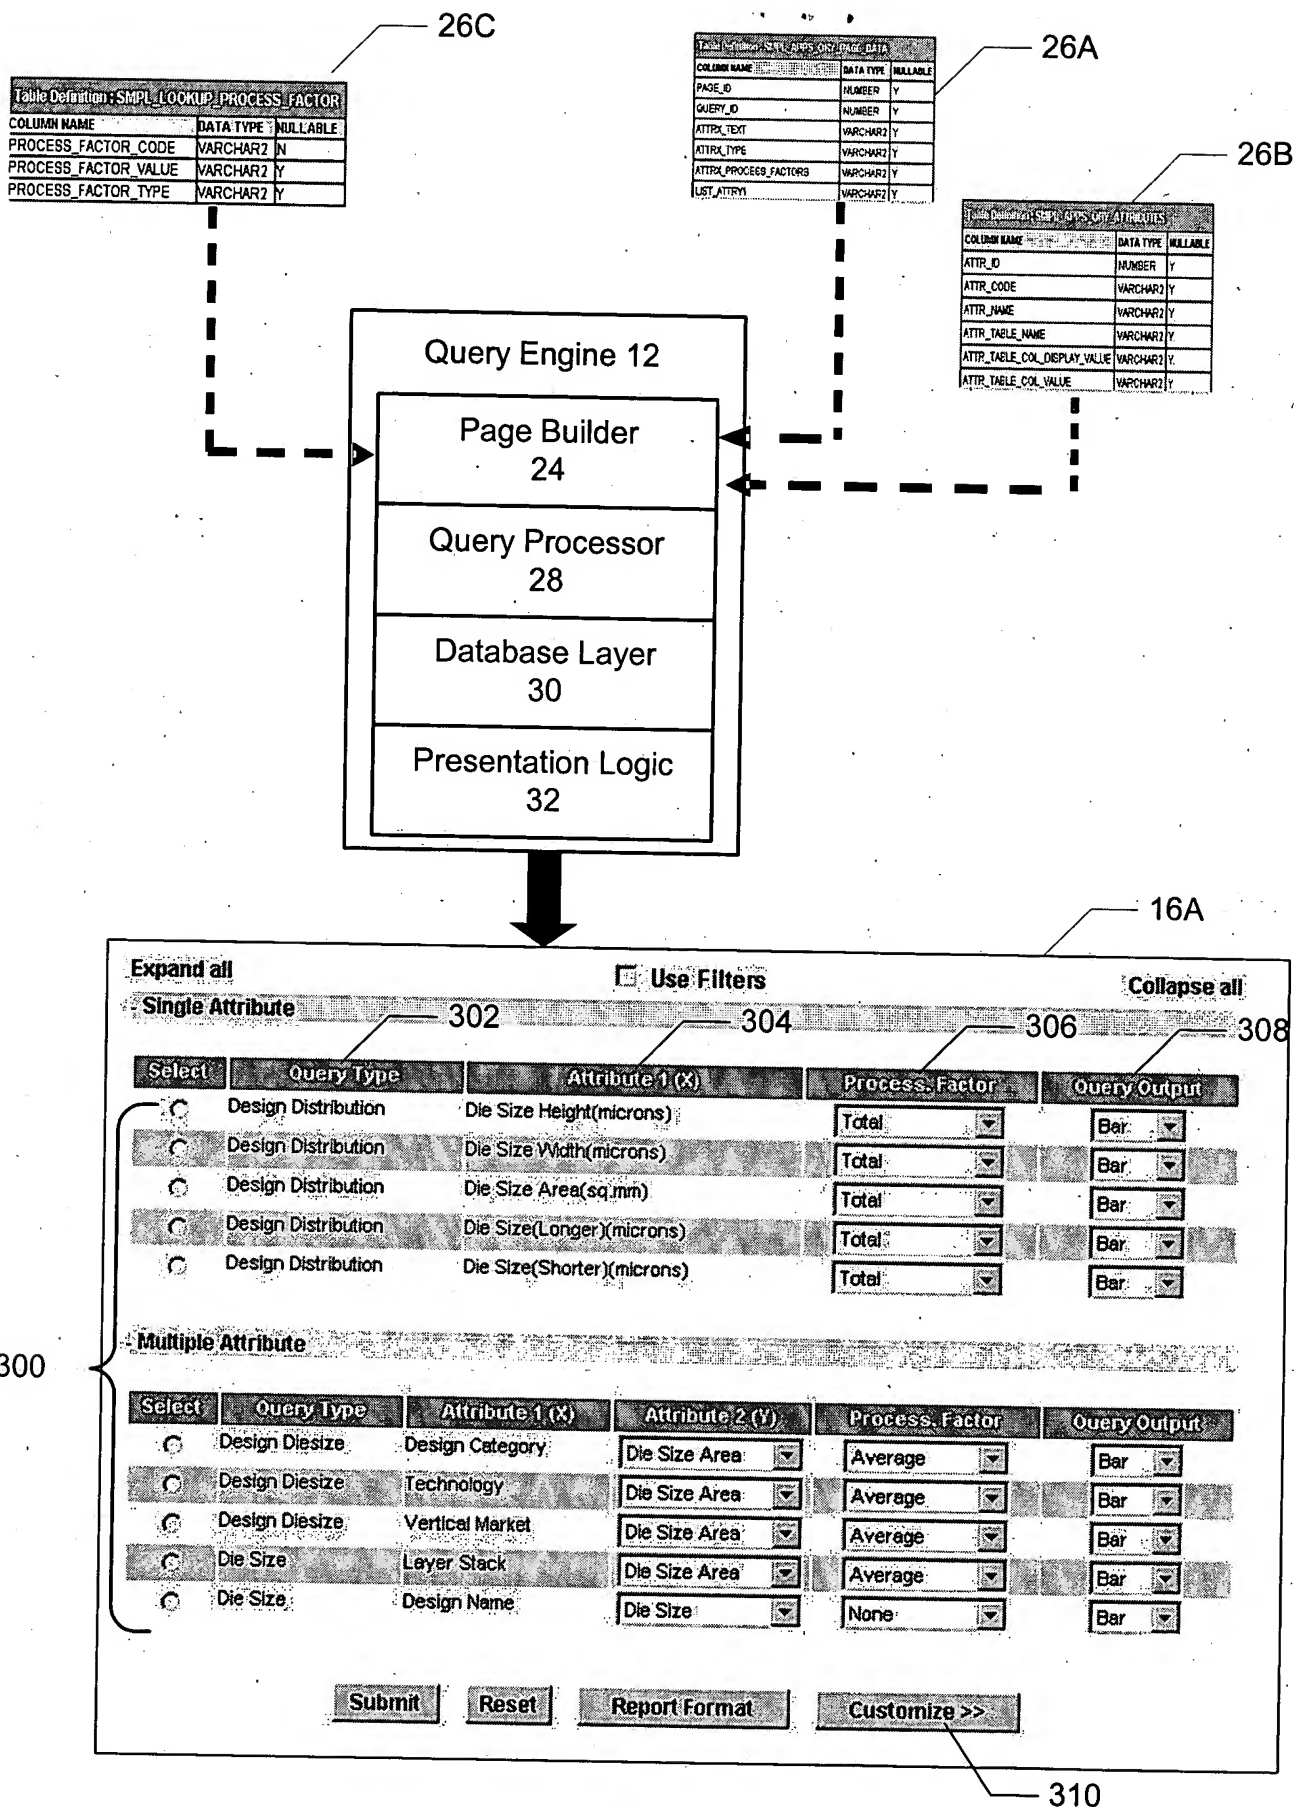 26C
26A
26B
Table Definition : SMPL_LOOKUP_PROCESS_FACTOR
COLUMN NAME DATA TYPE NULLABLE
PROCESS_FACTOR_CODE VARCHAR2 N
PROCESS_FACTOR_VALUE VARCHAR2 Y
PROCESS_FACTOR_TYPE VARCHAR2 Y
Table Definition : SMPL_APPS_QRY_PAGE_DATA
COLUMN NAME DATA TYPE NULLABLE
PAGE_ID NUMBER Y
QUERY_ID NUMBER Y
ATTRX_TEXT VARCHAR2 Y
ATTRX_TYPE VARCHAR2 Y
ATTRX_PROCESS_FACTORS VARCHAR2 Y
LIST_ATTRY1 VARCHAR2 Y
Table Definition : SMPL_APPS_QRY_ATTRIBUTES
COLUMN NAME DATA TYPE NULLABLE
ATTR_ID NUMBER Y
ATTR_CODE VARCHAR2 Y
ATTR_NAME VARCHAR2 Y
ATTR_TABLE_NAME VARCHAR2 Y
ATTR_TABLE_COL_DISPLAY_VALUE VARCHAR2 Y
ATTR_TABLE_COL_VALUE VARCHAR2 Y
Query Engine 12
Page Builder
24
Query Processor
28
Database Layer
30
Presentation Logic
32
16A
Expand all Use Filters Collapse all
- Single Attribute 302 304 306 308
Select Query Type Attribute 1 (X) Process. Factor Query Output
Design Distribution Die Size Height(microns) Total Bar
Design Distribution Die Size Width(microns) Total Bar
Design Distribution Die Size Area(sq.mm) Total Bar
Design Distribution Die Size(Longer)(microns) Total Bar
Design Distribution Die Size(Shorter)(microns) Total Bar
- Multiple Attribute
300
Select Query Type Attribute 1 (X) Attribute 2 (Y) Process. Factor Query Output
Design Diesize Design Category Die Size Area Average Bar
Design Diesize Technology Die Size Area Average Bar
Design Diesize Vertical Market Die Size Area Average Bar
Die Size Layer Stack Die Size Area Average Bar
Die Size Design Name Die Size None Bar
Submit Reset Report Format Customize >>
310